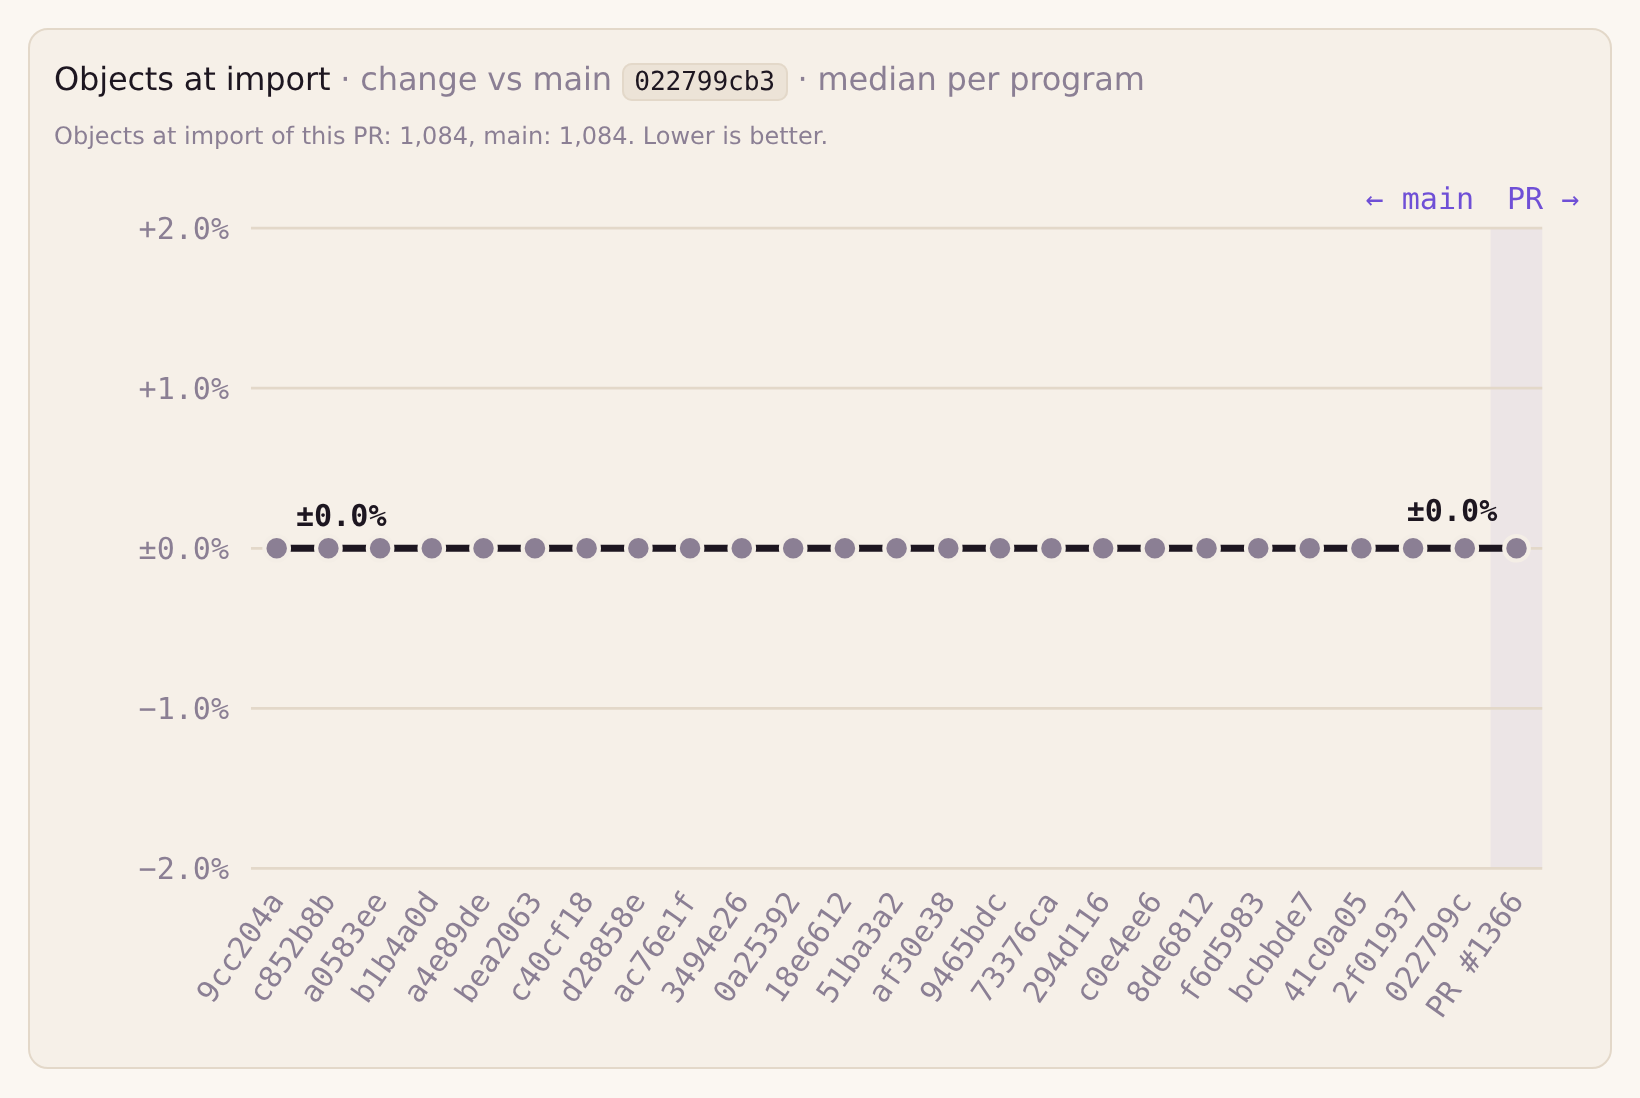 Objects at import · change vs main 022799cb3 · median per program
Objects at import of this PR: 1,084, main: 1,084. Lower is better.
← main PR →
+2.0%
+1.0%
±0.0% ±0.0%
±0.0%
−1.0%
−2.0%
9cc204a
c852b8b
a0583ee
b1b4a0d
a4e89de
bea2063
c40cf18
d28858e
ac76e1f
3494e26
0a25392
18e6612
51ba3a2
af30e38
9465bdc
73376ca
294d116
c0e4ee6
8de6812
f6d5983
bcbbde7
41c0a05
2f01937
022799c
PR #1366